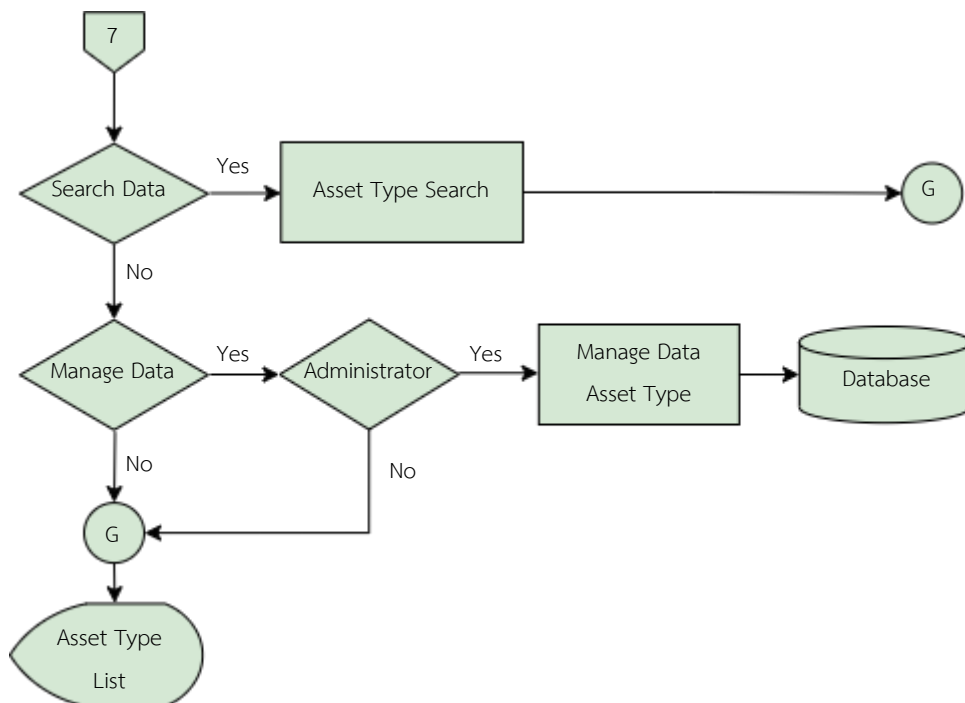 7
Search Data
Yes
Asset Type Search
G
No
Manage Data
Yes
Administrator
Yes
Manage Data
Asset Type
Database
No
No
G
Asset Type
List